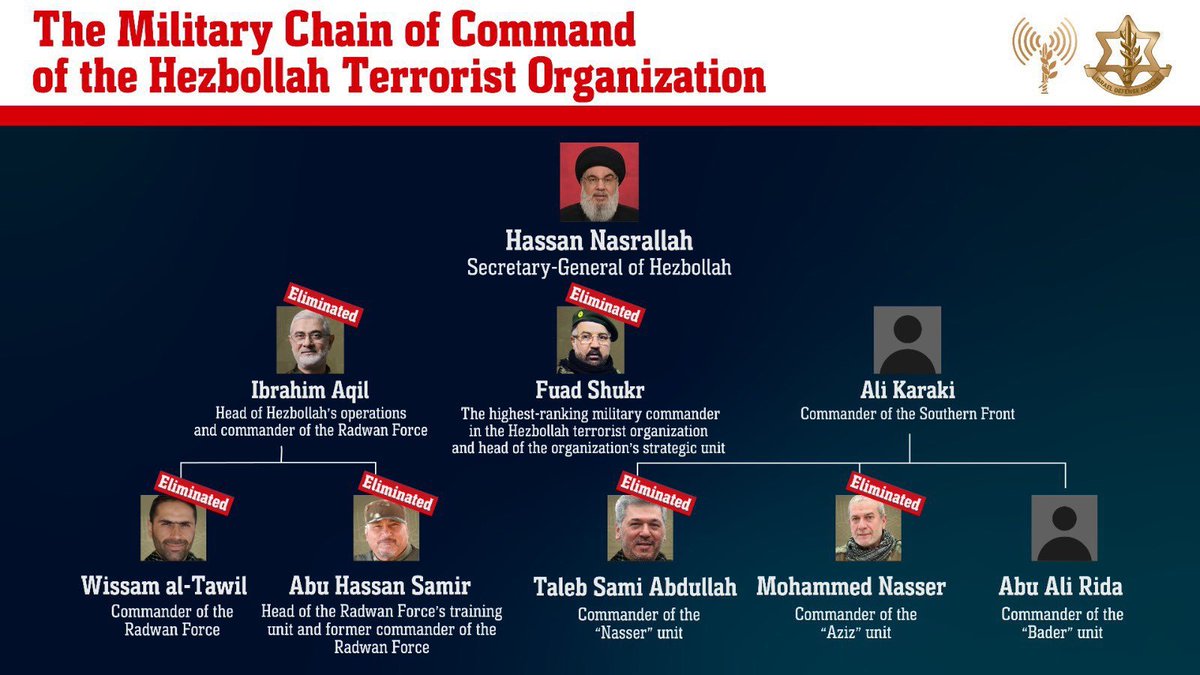 The Military Chain of Command
of the Hezbollah Terrorist Organization
ISRAEL DEFENSE FORCES
Hassan Nasrallah
Secretary-General of Hezbollah
Eliminated
Ibrahim Aqil
Head of Hezbollah's operations
and commander of the Radwan Force
Eliminated
Fuad Shukr
The highest-ranking military commander
in the Hezbollah terrorist organization
and head of the organization's strategic unit
Ali Karaki
Commander of the Southern Front
Eliminated
Wissam al-Tawil
Commander of the
Radwan Force
Eliminated
Abu Hassan Samir
Head of the Radwan Force's training
unit and former commander of the
Radwan Force
Eliminated
Taleb Sami Abdullah
Commander of the
“Nasser” unit
Eliminated
Mohammed Nasser
Commander of the
“Aziz” unit
Abu Ali Rida
Commander of the
“Bader” unit